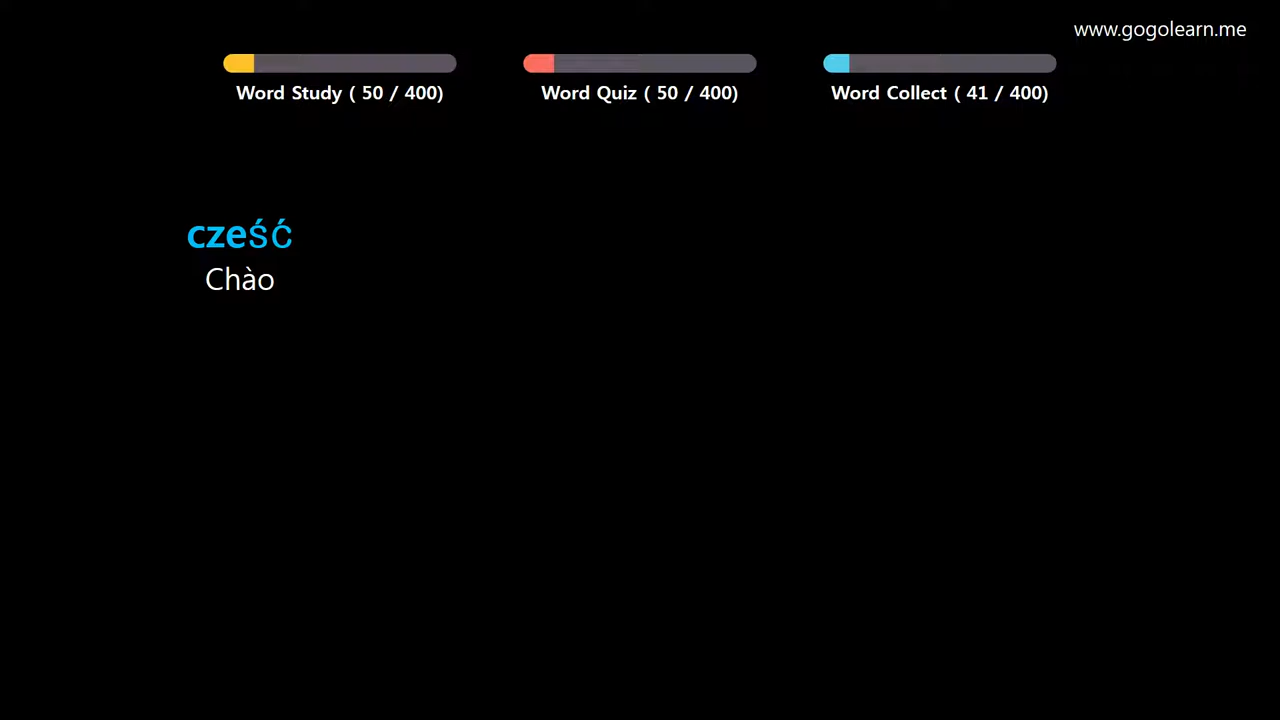 www.gogolearn.me
Word Study ( 50 / 400)
Word Quiz ( 50 / 400)
Word Collect ( 41 / 400)
cześć
Chào